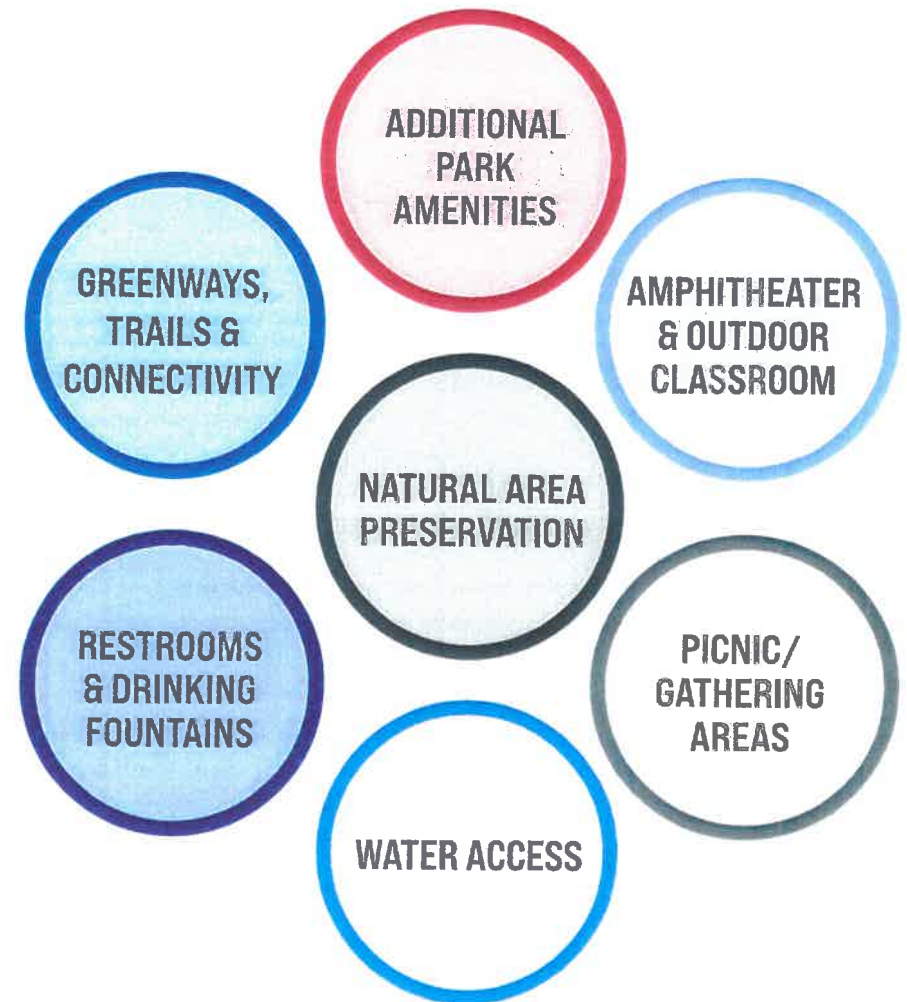 ADDITIONAL
PARK
AMENITIES
GREENWAYS,
TRAILS &
CONNECTIVITY
AMPHITHEATER
& OUTDOOR
CLASSROOM
NATURAL AREA
PRESERVATION
RESTROOMS
& DRINKING
FOUNTAINS
PICNIC/
GATHERING
AREAS
WATER ACCESS